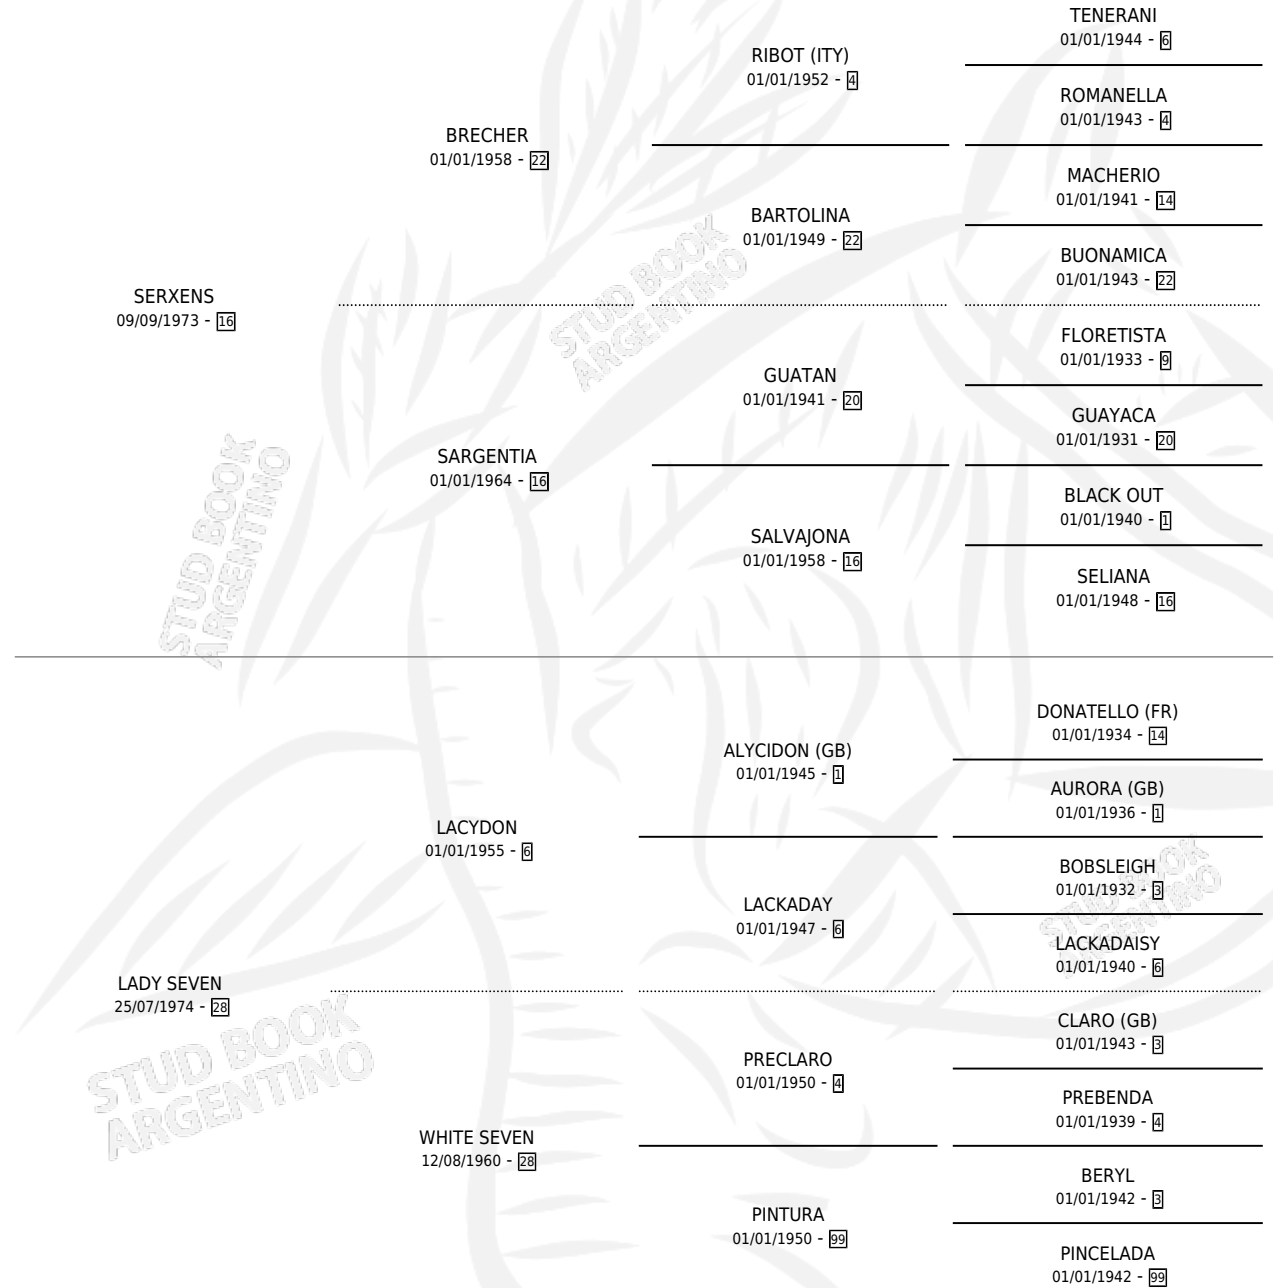 TENERANI
01/01/1944 - 6
RIBOT (ITY)
01/01/1952 - 4
ROMANELLA
01/01/1943 - 4
BRECHER
01/01/1958 - 22
MACHERIO
01/01/1941 - 14
BARTOLINA
01/01/1949 - 22
BUONAMICA
01/01/1943 - 22
SERXENS
09/09/1973 - 16
FLORETISTA
01/01/1933 - 9
GUATAN
01/01/1941 - 20
GUAYACA
01/01/1931 - 20
SARGENTIA
01/01/1964 - 16
BLACK OUT
01/01/1940 - 1
SALVAJONA
01/01/1958 - 16
SELIANA
01/01/1948 - 16
DONATELLO (FR)
01/01/1934 - 14
ALYCIDON (GB)
01/01/1945 - 1
AURORA (GB)
01/01/1936 - 1
LACYDON
01/01/1955 - 6
BOBSLEIGH
01/01/1932 - 3
LACKADAY
01/01/1947 - 6
LACKADAISY
01/01/1940 - 6
LADY SEVEN
25/07/1974 - 28
CLARO (GB)
01/01/1943 - 3
PRECLARO
01/01/1950 - 4
PREBENDA
01/01/1939 - 4
WHITE SEVEN
12/08/1960 - 28
BERYL
01/01/1942 - 3
PINTURA
01/01/1950 - 99
PINCELADA
01/01/1942 - 99
STUD BOOK
ARGENTINO
STUD BOOK
ARGENTINO
STUD BOOK
ARGENTINO
STUD BOOK
ARGENTINO